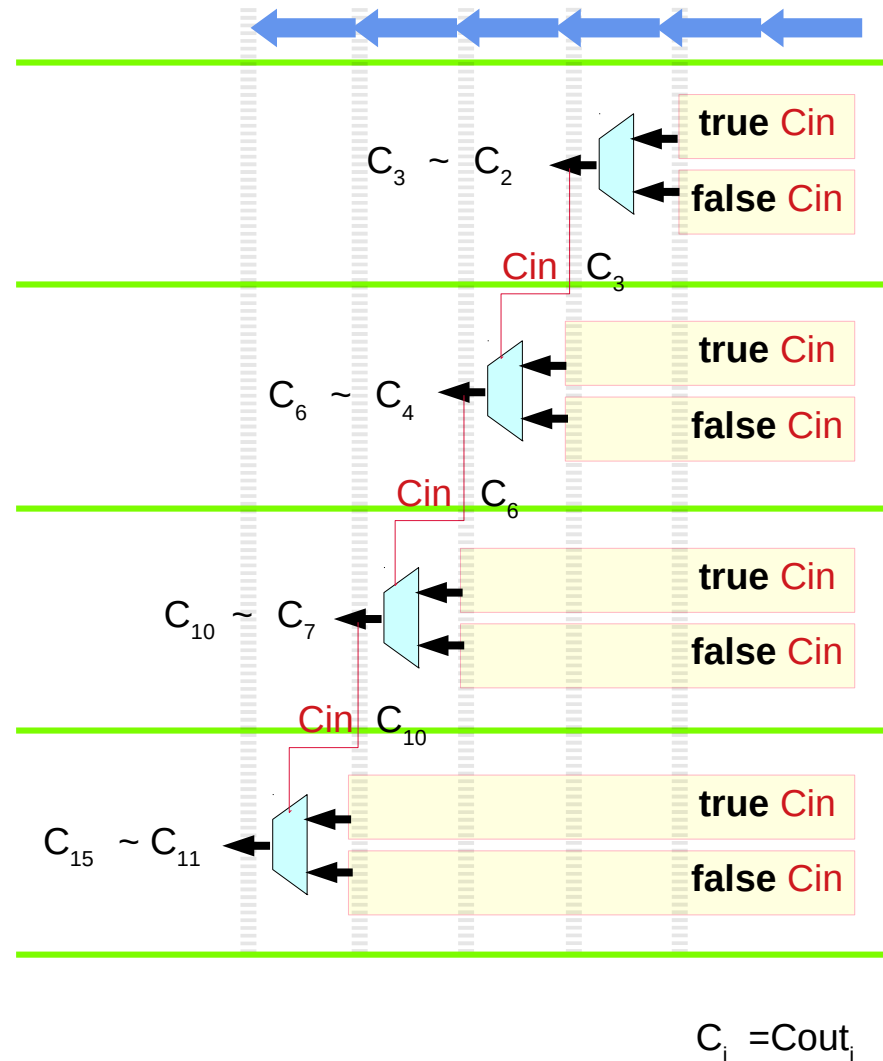 true Cin
C3 ~ C2
false Cin
Cin C3
true Cin
C6 ~ C4
false Cin
Cin C6
true Cin
C10 ~ C7
false Cin
Cin C10
true Cin
C15 ~ C11
false Cin
Ci =Couti